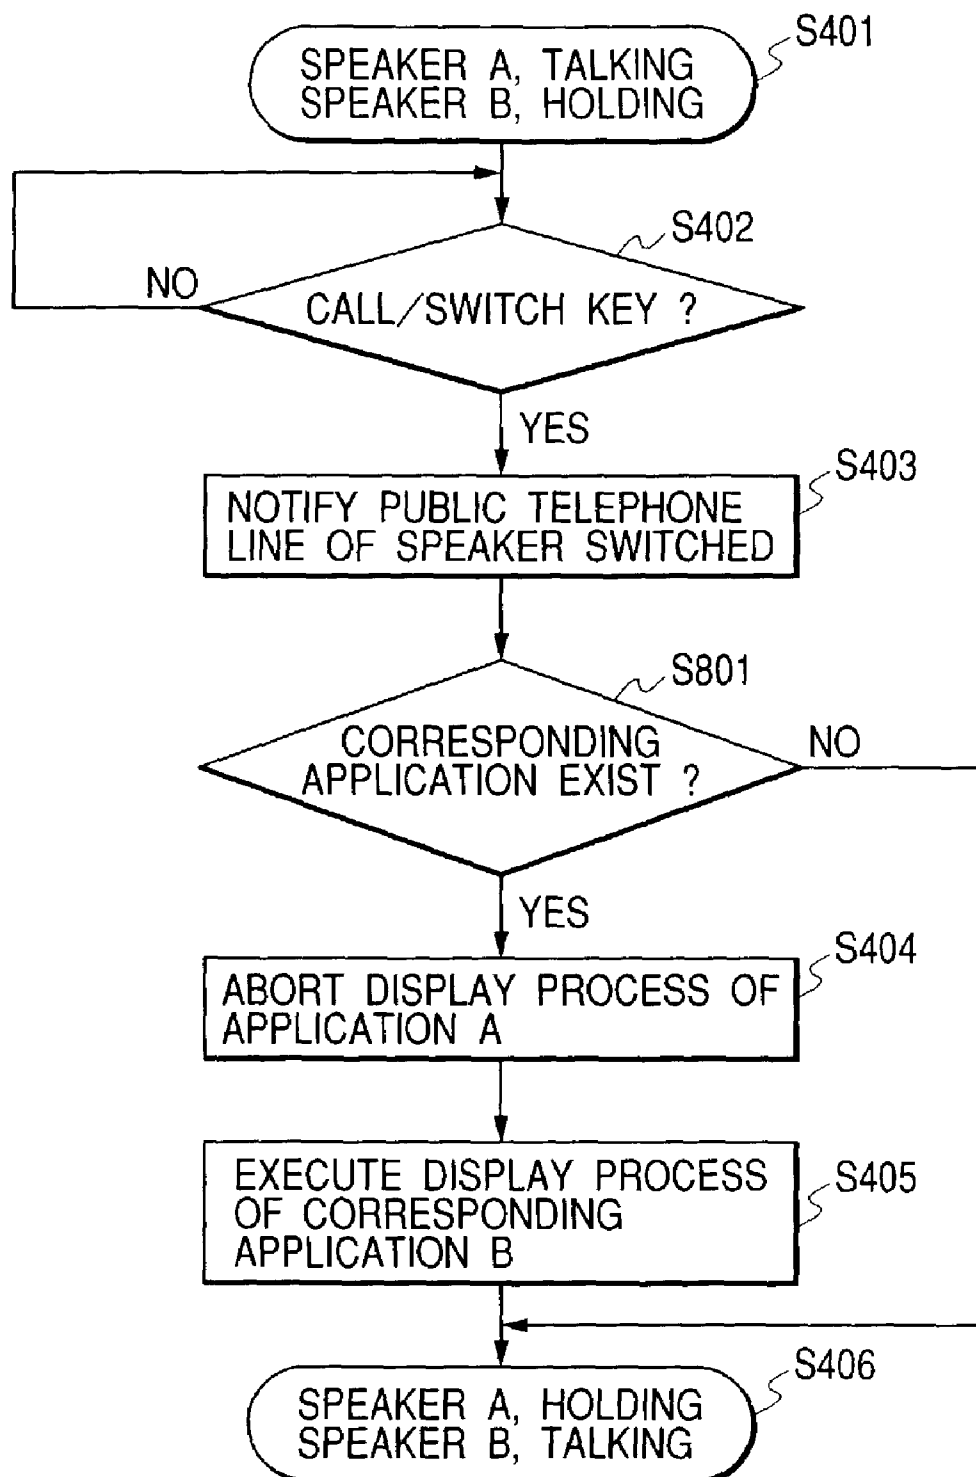 S401
SPEAKER A, TALKING
SPEAKER B, HOLDING
S402
NO
CALL/SWITCH KEY ?
YES
S403
NOTIFY PUBLIC TELEPHONE
LINE OF SPEAKER SWITCHED
S801
CORRESPONDING
APPLICATION EXIST ?
NO
YES
S404
ABORT DISPLAY PROCESS OF
APPLICATION A
S405
EXECUTE DISPLAY PROCESS
OF CORRESPONDING
APPLICATION B
S406
SPEAKER A, HOLDING
SPEAKER B, TALKING